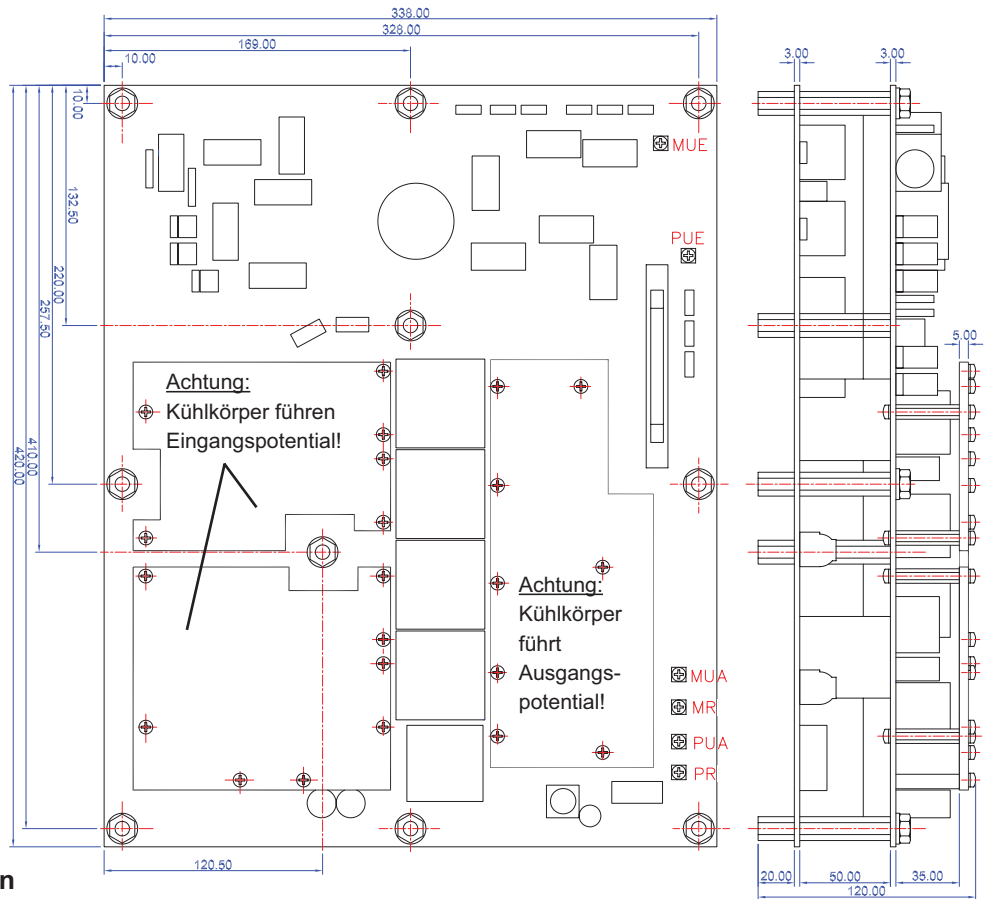 338.00
328.00
169.00
10.00
3.00
3.00
10.00
132.50
220.00
257.50
410.00
420.00
MUE
PUE
5.00
Achtung:
Kühlkörper führen
Eingangspotential!
Achtung:
Kühlkörper
führt
Ausgangs-
potential!
MUA
MR
PUA
PR
120.50
20.00
50.00
35.00
120.00
n